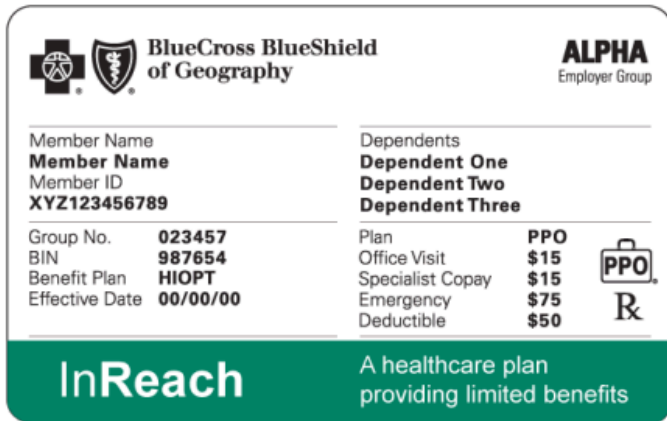 BlueCross BlueShield
of Geography
ALPHA
Employer Group
Member Name
Member Name
Member ID
XYZ123456789
Dependents
Dependent One
Dependent Two
Dependent Three
Group No. 023457
BIN 987654
Benefit Plan HIOPT
Effective Date 00/00/00
Plan PPO
Office Visit $15
Specialist Copay $15
Emergency $75
Deductible $50
PPO
Rx
InReach
A healthcare plan
providing limited benefits